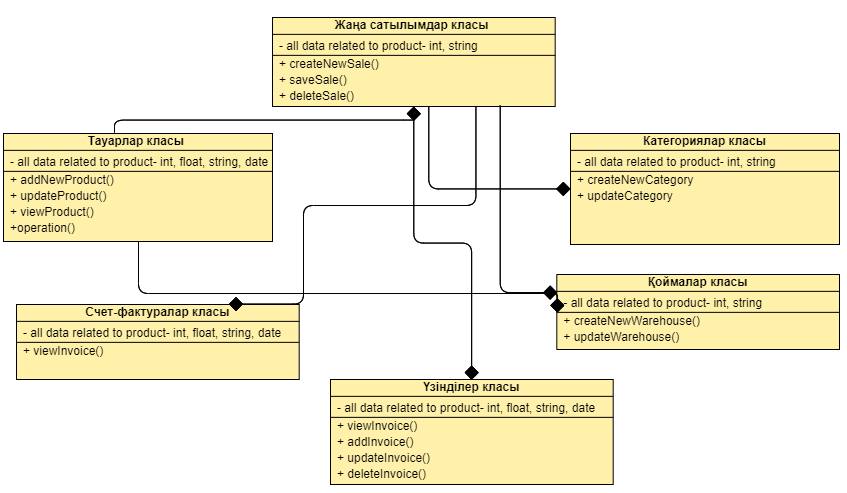 Жаңа сатылымдар класы
- all data related to product- int, string
+ createNewSale()
+ saveSale()
+ deleteSale()
Тауарлар класы
- all data related to product- int, float, string, date
+ addNewProduct()
+ updateProduct()
+ viewProduct()
+operation()
Категориялар класы
- all data related to product- int, string
+ createNewCategory
+ updateCategory
Қоймалар класы
- all data related to product- int, string
+ createNewWarehouse()
+ updateWarehouse()
Счет-фактуралар класы
- all data related to product- int, float, string, date
+ viewInvoice()
Үзінділер класы
- all data related to product- int, float, string, date
+ viewInvoice()
+ addInvoice()
+ updateInvoice()
+ deleteInvoice()